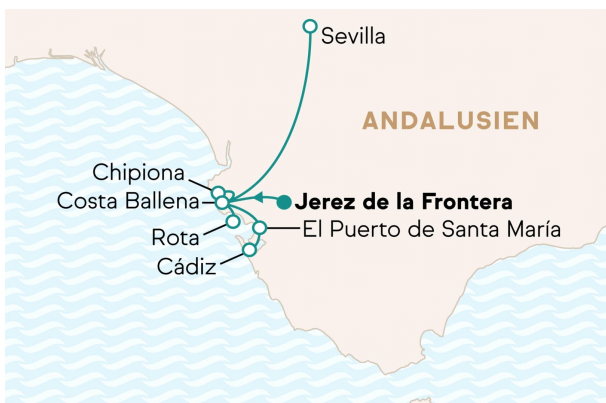 Sevilla
ANDALUSIEN
Chipiona
Costa Ballena
Jerez de la Frontera
Rota
El Puerto de Santa María
Cádiz